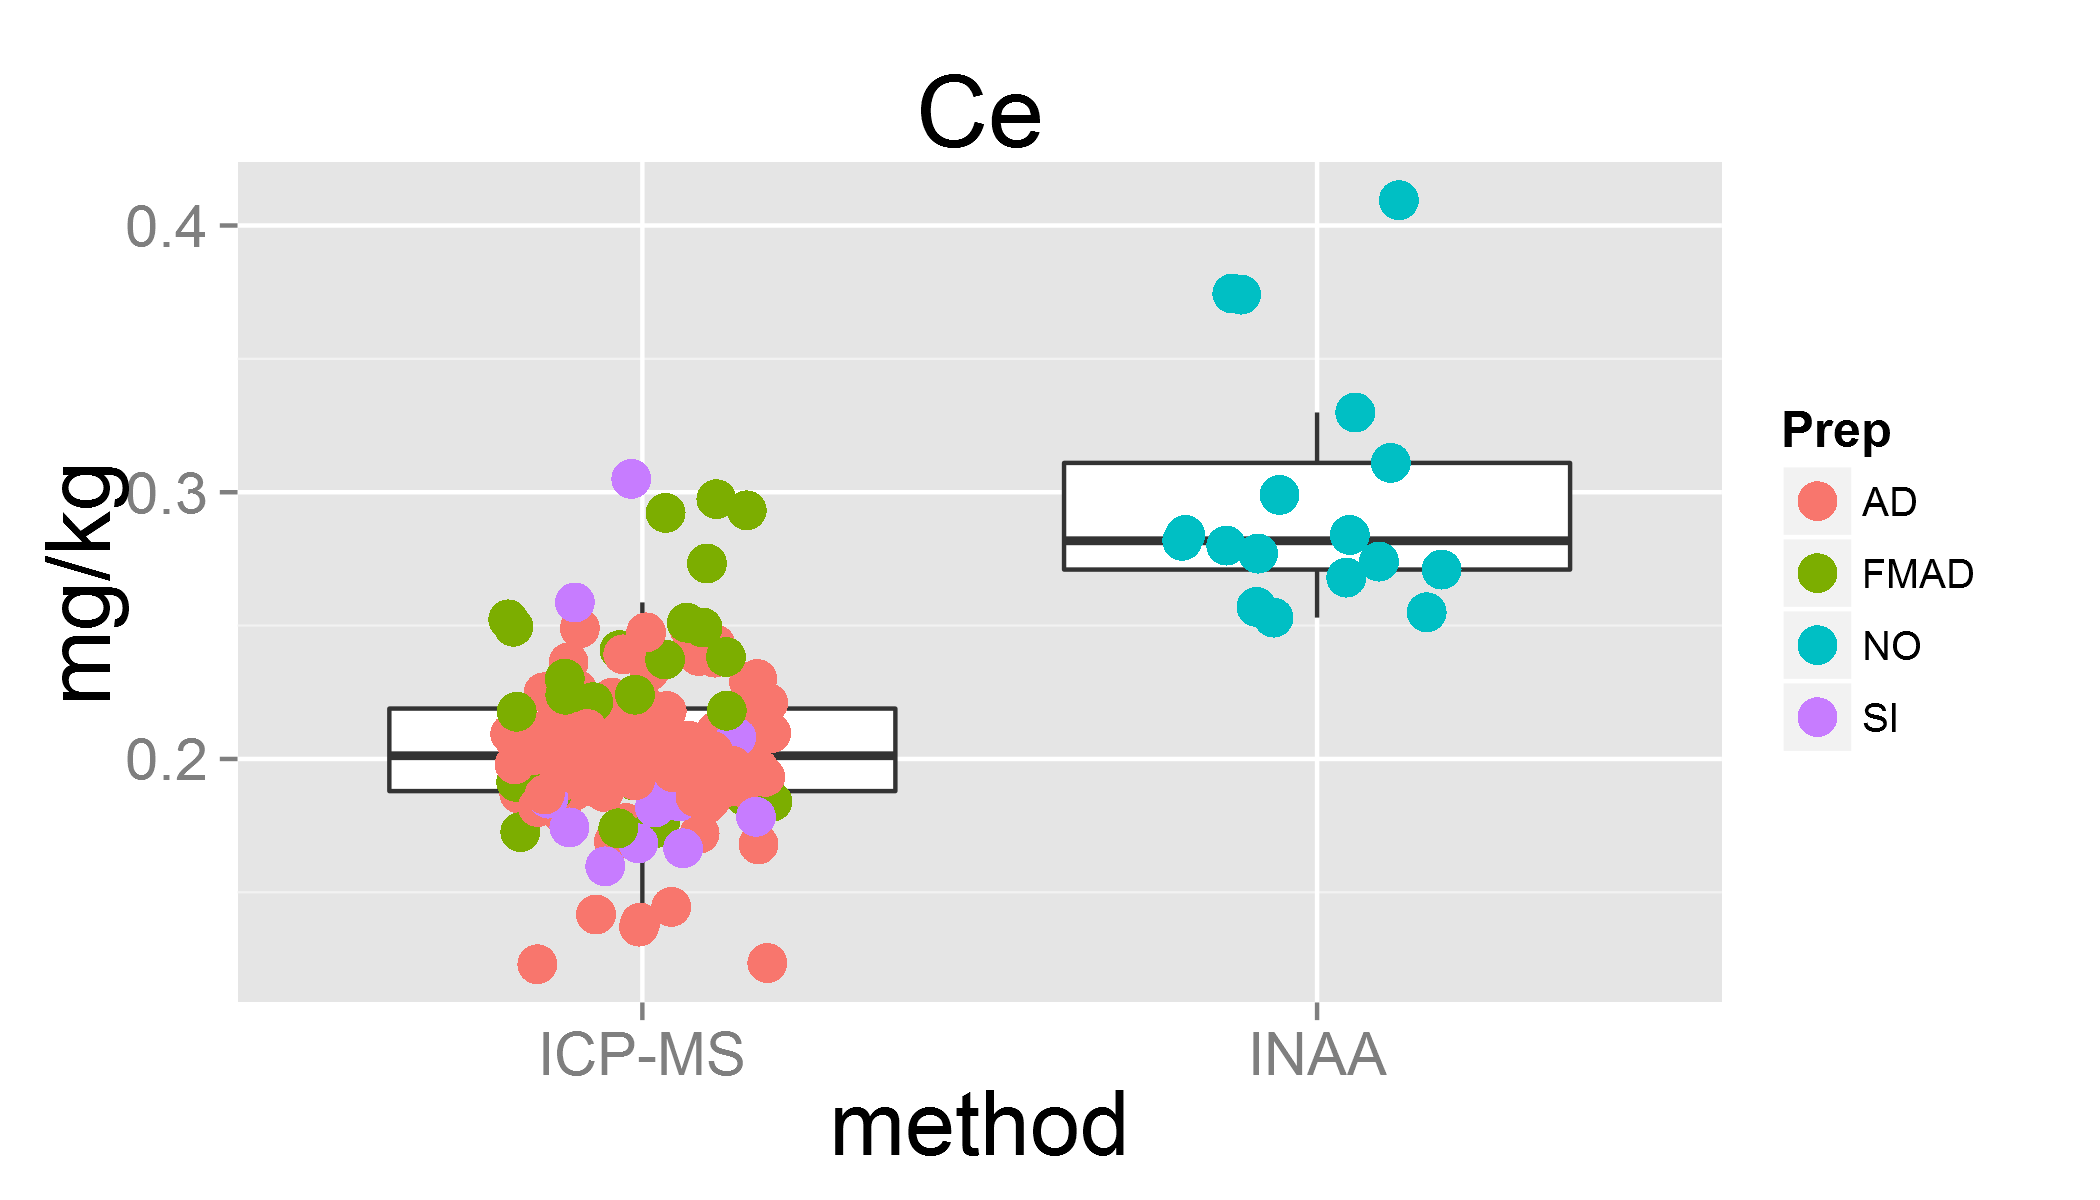 Ce
mg/kg
0.4
0.3
0.2
ICP-MS
INAA
method
Prep
AD
FMAD
NO
SI